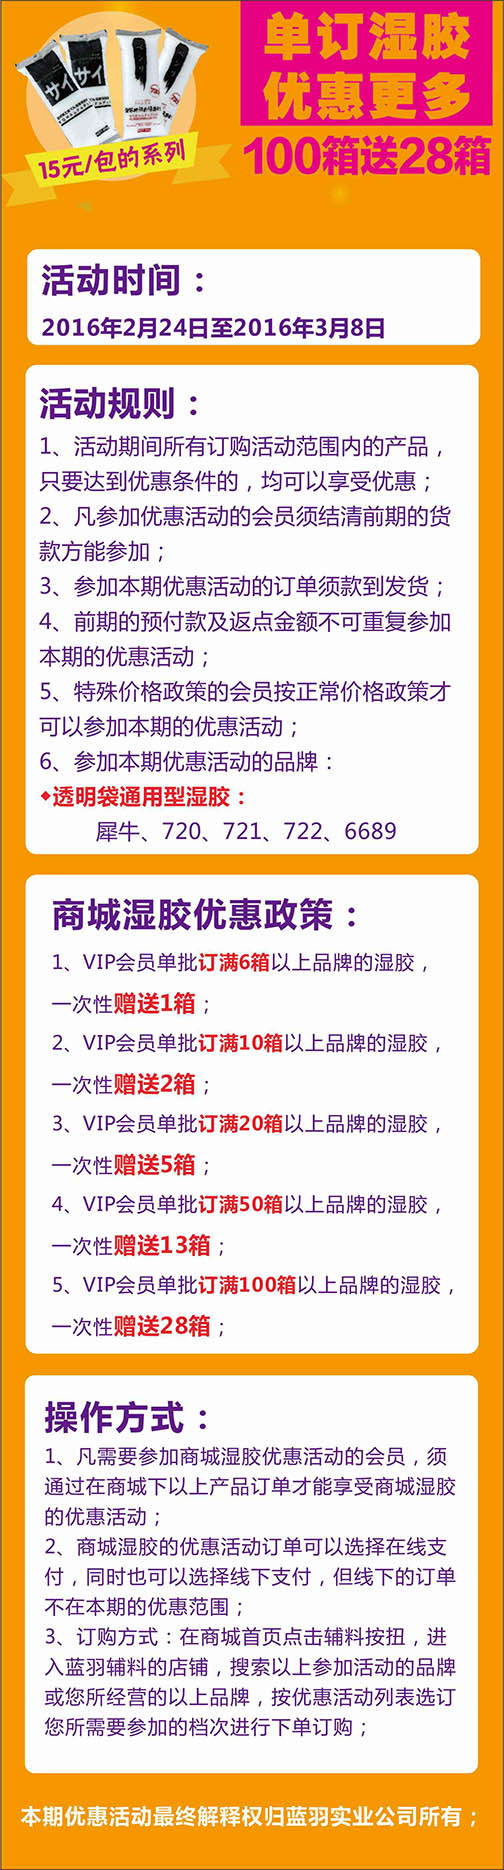 单订湿胶
优惠更多
100箱送28箱
サイ
15元/包的系列
活动时间：
2016年2月24日至2016年3月8日
活动规则：
1、活动期间所有订购活动范围内的产品，
只要达到优惠条件的，均可以享受优惠；
2、凡参加优惠活动的会员须结清前期的货
款方能参加；
3、参加本期优惠活动的订单须款到发货；
4、前期的预付款及返点金额不可重复参加
本期的优惠活动；
5、特殊价格政策的会员按正常价格政策才
可以参加本期的优惠活动；
6、参加本期优惠活动的品牌：
◆透明袋通用型湿胶：
犀牛、720、721、722、6689
商城湿胶优惠政策：
1、VIP会员单批订满6箱以上品牌的湿胶，
一次性赠送1箱；
2、VIP会员单批订满10箱以上品牌的湿胶，
一次性赠送2箱；
3、VIP会员单批订满20箱以上品牌的湿胶，
一次性赠送5箱；
4、VIP会员单批订满50箱以上品牌的湿胶，
一次性赠送13箱；
5、VIP会员单批订满100箱以上品牌的湿胶，
一次性赠送28箱；
操作方式：
1、凡需要参加商城湿胶优惠活动的会员，须
通过在商城下以上产品订单才能享受商城湿胶
的优惠活动；
2、商城湿胶的优惠活动订单可以选择在线支
付，同时也可以选择线下支付，但线下的订单
不在本期的优惠范围；
3、订购方式：在商城首页点击辅料按扭，进
入蓝羽辅料的店铺，搜索以上参加活动的品牌
或您所经营的以上品牌，按优惠活动列表选订
您所需要参加的档次进行下单订购；
本期优惠活动最终解释权归蓝羽实业公司所有；